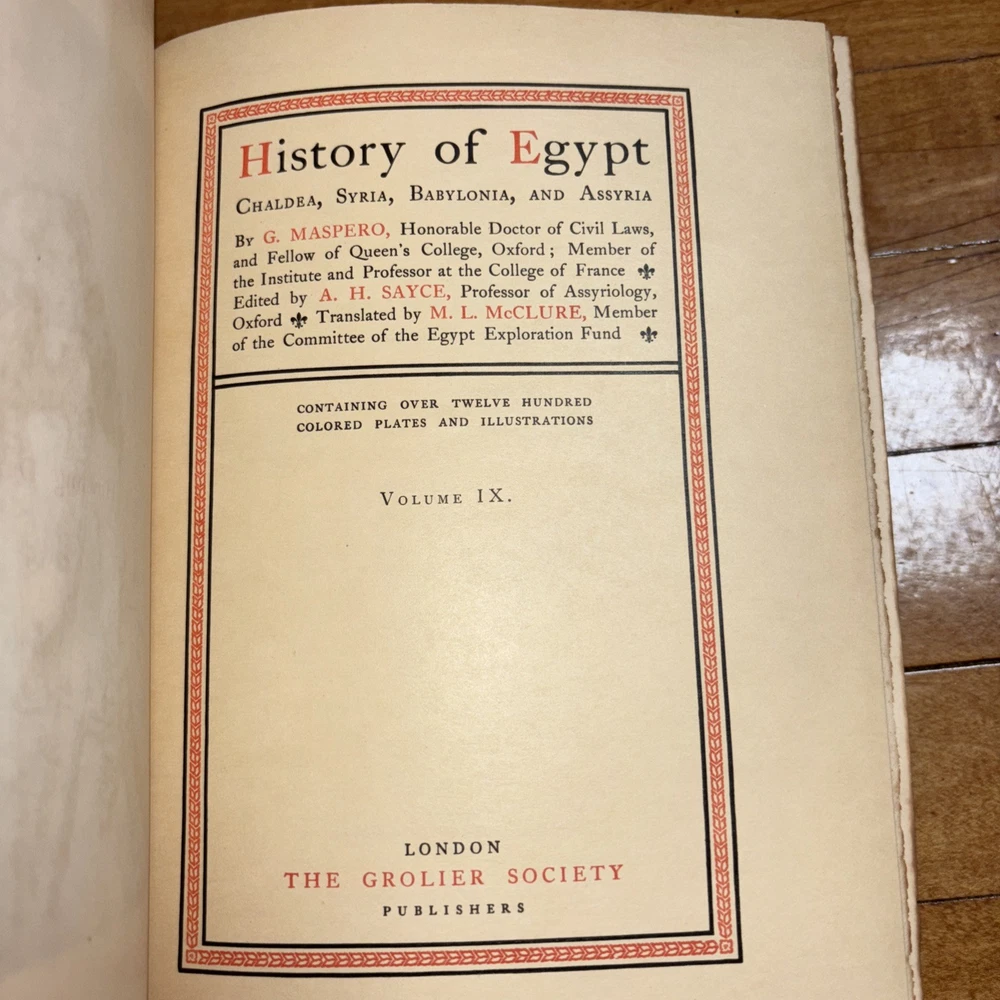 History of Egypt
Chaldea, Syria, Babylonia, and Assyria
By G. MASPERO, Honorable Doctor of Civil Laws,
and Fellow of Queen's College, Oxford; Member of
the Institute and Professor at the College of France
Edited by A. H. SAYCE, Professor of Assyriology,
Oxford Translated by M. L. McCLURE, Member
of the Committee of the Egypt Exploration Fund
CONTAINING OVER TWELVE HUNDRED
COLORED PLATES AND ILLUSTRATIONS
Volume IX.
LONDON
THE GROLIER SOCIETY
PUBLISHERS